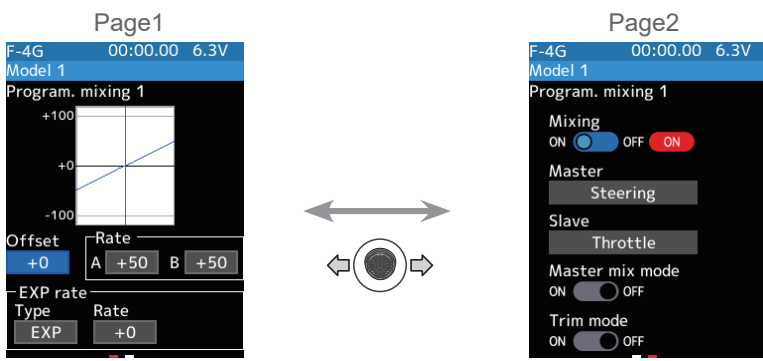 Page1
F-4G 00:00.00 6.3V
Model 1
Program. mixing 1
+100
+0
-100
Offset
+0
Rate
A +50 B +50
EXP rate
Type Rate
EXP +0
Page2
F-4G 00:00.00 6.3V
Model 1
Program. mixing 1
Mixing
ON OFF ON
Master
Steering
Slave
Throttle
Master mix mode
ON OFF
Trim mode
ON OFF